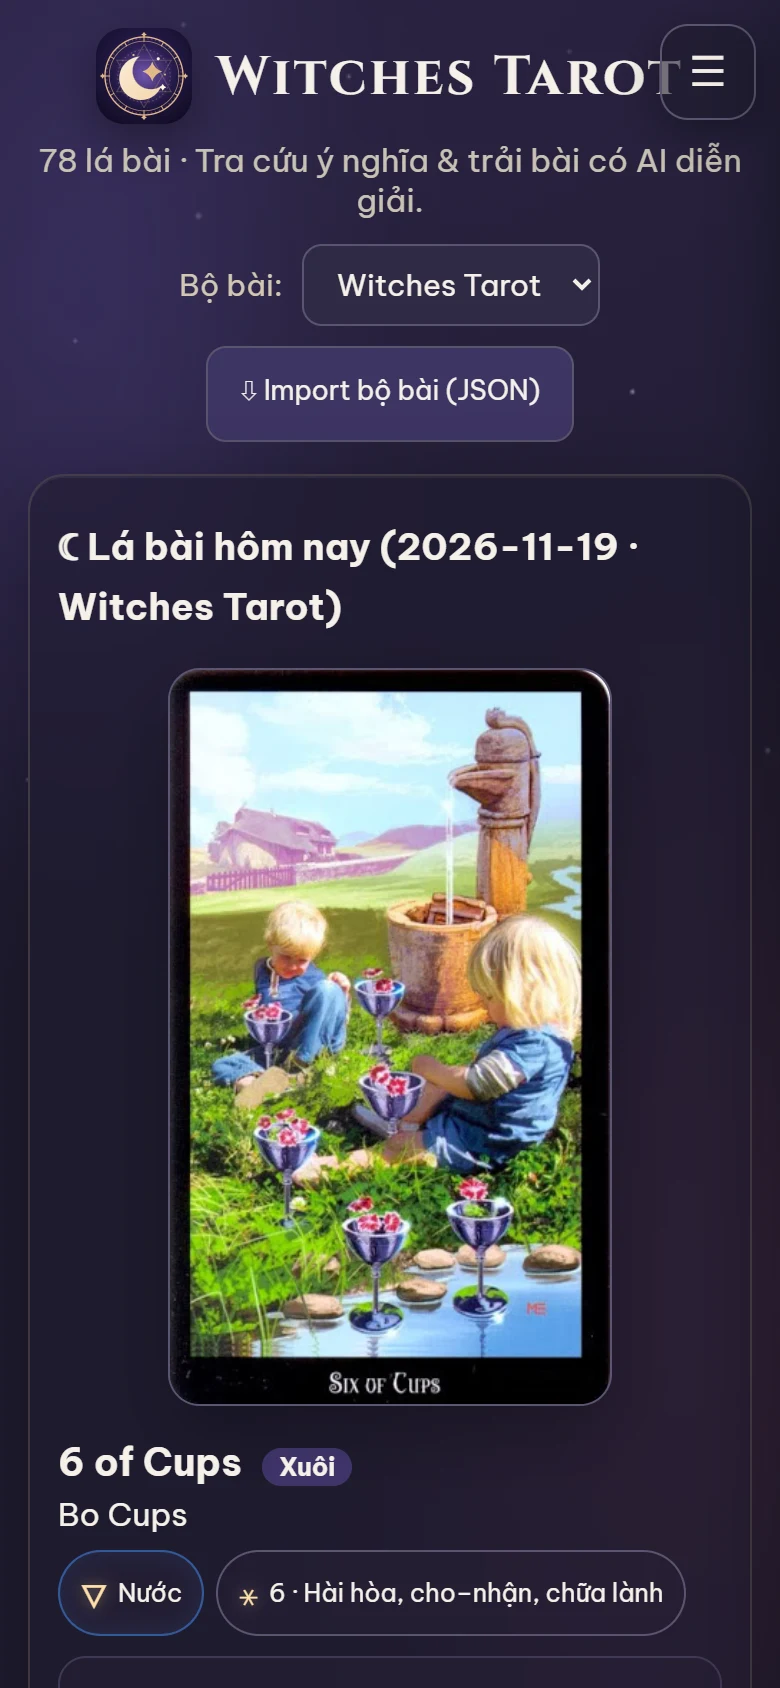 Witches Tarot
☰
78 lá bài · Tra cứu ý nghĩa & trải bài có AI diễn
giải.
Bộ bài: Witches Tarot
⇩ Import bộ bài (JSON)
☾ Lá bài hôm nay (2026-11-19 ·
Witches Tarot)
ME
Six of Cups
6 of Cups Xuôi
Bo Cups
▽ Nước
⚹ 6 · Hài hòa, cho-nhận, chữa lành